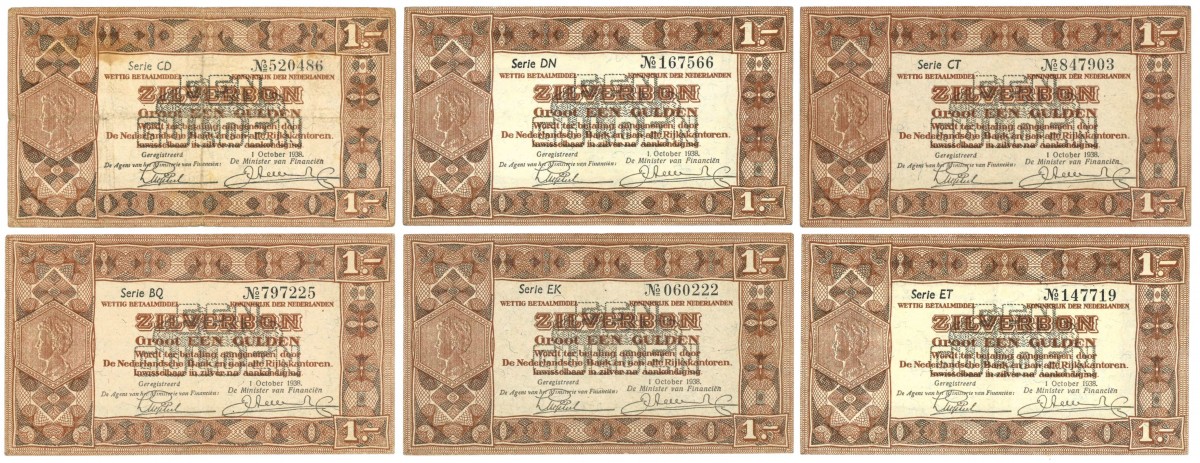 1.-
Serie CD № 520486
WETTIG BETAALMIDDEL KONINKRIJK DER NEDERLANDEN
ZILVERBON
Groot EEN GULDEN
Wordt ter betaling aangenomen door
De Nederlandsche Bank en aan alle Rijkskantoren.
Inwisselbaar in zilver na aankondiging
Geregistreerd 1 October 1938.
De Agent van het Ministerie van Financiën: De Minister van Financiën
1.-
1.-
Serie DN № 167566
WETTIG BETAALMIDDEL KONINKRIJK DER NEDERLANDEN
ZILVERBON
Groot EEN GULDEN
Wordt ter betaling aangenomen door
De Nederlandsche Bank en aan alle Rijkskantoren.
Inwisselbaar in zilver na aankondiging
Geregistreerd 1 October 1938.
De Agent van het Ministerie van Financiën: De Minister van Financiën
1.-
1.-
Serie CT № 847903
WETTIG BETAALMIDDEL KONINKRIJK DER NEDERLANDEN
ZILVERBON
Groot EEN GULDEN
Wordt ter betaling aangenomen door
De Nederlandsche Bank en aan alle Rijkskantoren.
Inwisselbaar in zilver na aankondiging
Geregistreerd 1 October 1938.
De Agent van het Ministerie van Financiën: De Minister van Financiën
1.-
1.-
Serie BQ № 797225
WETTIG BETAALMIDDEL KONINKRIJK DER NEDERLANDEN
ZILVERBON
Groot EEN GULDEN
Wordt ter betaling aangenomen door
De Nederlandsche Bank en aan alle Rijkskantoren.
Inwisselbaar in zilver na aankondiging
Geregistreerd 1 October 1938.
De Agent van het Ministerie van Financiën: De Minister van Financiën
1.-
1.-
Serie EK № 060222
WETTIG BETAALMIDDEL KONINKRIJK DER NEDERLANDEN
ZILVERBON
Groot EEN GULDEN
Wordt ter betaling aangenomen door
De Nederlandsche Bank en aan alle Rijkskantoren.
Inwisselbaar in zilver na aankondiging
Geregistreerd 1 October 1938.
De Agent van het Ministerie van Financiën: De Minister van Financiën
1.-
1.-
Serie ET № 147719
WETTIG BETAALMIDDEL KONINKRIJK DER NEDERLANDEN
ZILVERBON
Groot EEN GULDEN
Wordt ter betaling aangenomen door
De Nederlandsche Bank en aan alle Rijkskantoren.
Inwisselbaar in zilver na aankondiging
Geregistreerd 1 October 1938.
De Agent van het Ministerie van Financiën: De Minister van Financiën
1.-